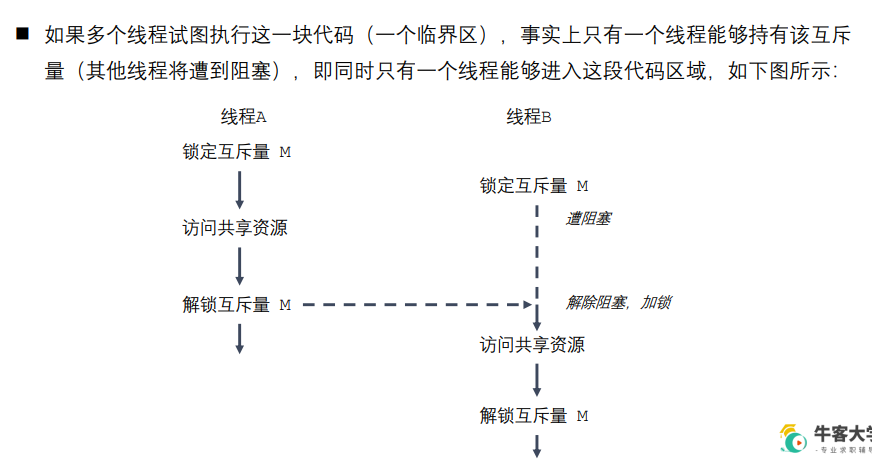 如果多个线程试图执行这一块代码（一个临界区），事实上只有一个线程能够持有该互斥
量（其他线程将遭到阻塞），即同时只有一个线程能够进入这段代码区域，如下图所示：
线程A
线程B
锁定互斥量 M
锁定互斥量 M
遭阻塞
访问共享资源
解锁互斥量 M
解除阻塞，加锁
访问共享资源
解锁互斥量 M
牛客大学
·专业求职辅导